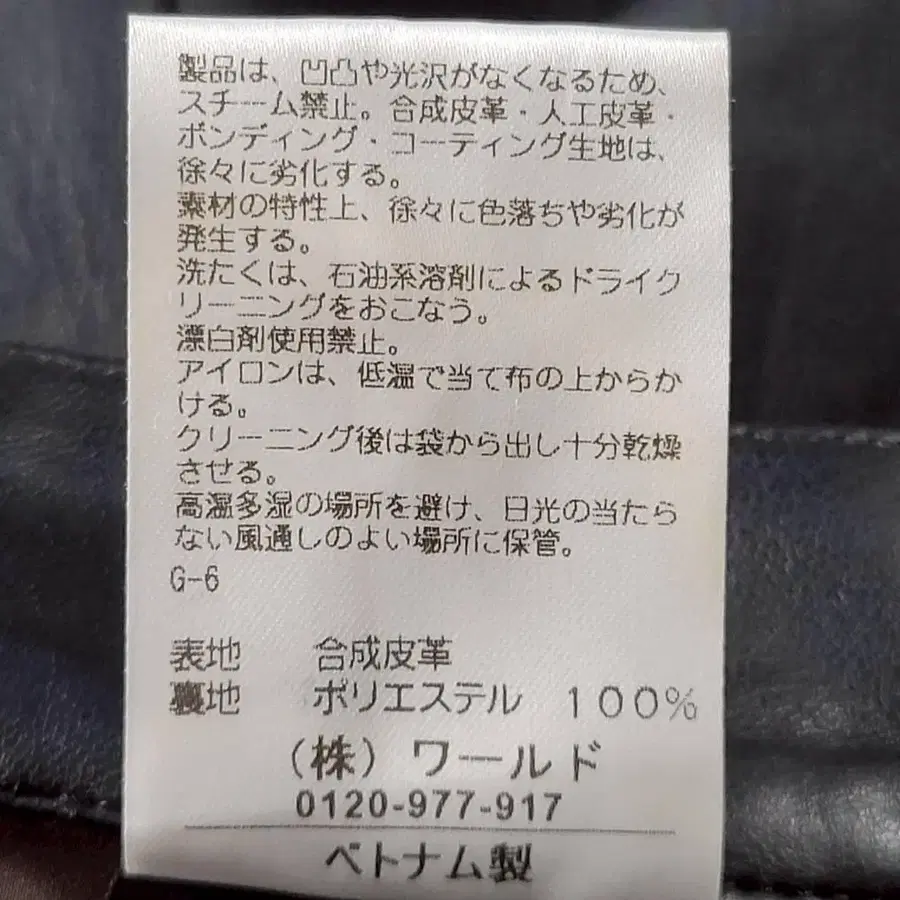 製品は、凹凸や光沢がなくなるため、
スチーム禁止。合成皮革・人工皮革・
ボンディング・コーティング生地は、
徐々に劣化する。
素材の特性上、徐々に色落ちや劣化が
発生する。
洗たくは、石油系溶剤によるドライク
リーニングをおこなう。
漂白剤使用禁止。
アイロンは、低温で当て布の上からか
ける。
クリーニング後は袋から出し十分乾燥
させる。
高温多湿の場所を避け、日光の当たら
ない風通しのよい場所に保管。
G-6
表地 合成皮革
裏地 ポリエステル 100%
(株)ワールド
0120-977-917
ベトナム製